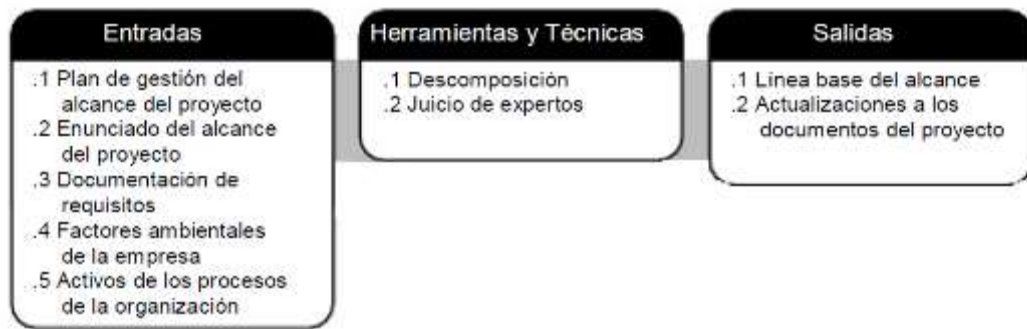 Entradas
.1 Plan de gestión del
alcance del proyecto
.2 Enunciado del alcance
del proyecto
.3 Documentación de
requisitos
.4 Factores ambientales
de la empresa
.5 Activos de los procesos
de la organización
Herramientas y Técnicas
.1 Descomposición
.2 Juicio de expertos
Salidas
.1 Línea base del alcance
.2 Actualizaciones a los
documentos del proyecto